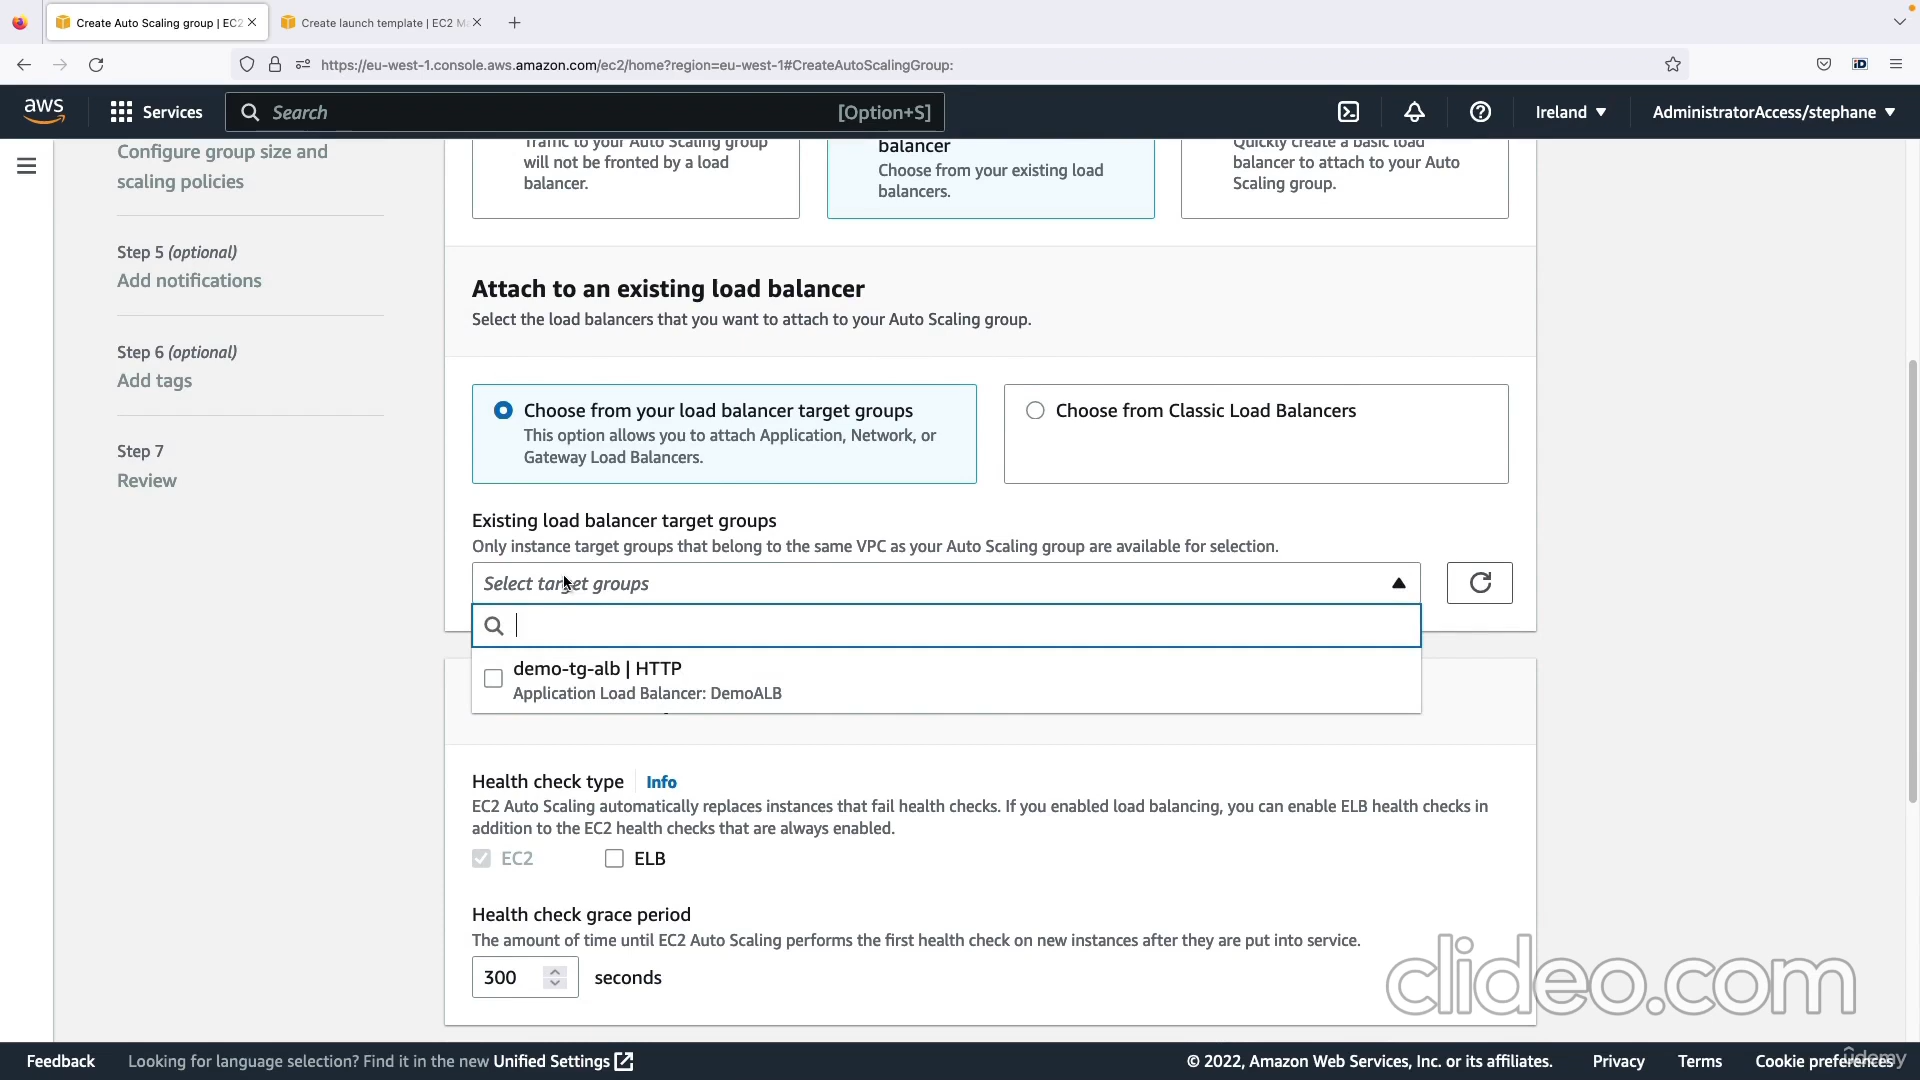 Create Auto Scaling group | EC2
Create launch template | EC2 M
https://eu-west-1.console.aws.amazon.com/ec2/home?region=eu-west-1#CreateAutoScalingGroup:
aws
Services
Search
[Option+S]
Ireland
AdministratorAccess/stephane
Configure group size and
scaling policies
Step 5 (optional)
Add notifications
Step 6 (optional)
Add tags
Step 7
Review
Traffic to your Auto Scaling group
will not be fronted by a load
balancer.
balancer
Choose from your existing load
balancers.
Quickly create a basic load
balancer to attach to your Auto
Scaling group.
Attach to an existing load balancer
Select the load balancers that you want to attach to your Auto Scaling group.
Choose from your load balancer target groups
This option allows you to attach Application, Network, or
Gateway Load Balancers.
Choose from Classic Load Balancers
Existing load balancer target groups
Only instance target groups that belong to the same VPC as your Auto Scaling group are available for selection.
Select target groups
demo-tg-alb | HTTP
Application Load Balancer: DemoALB
Health check type
Info
EC2 Auto Scaling automatically replaces instances that fail health checks. If you enabled load balancing, you can enable ELB health checks in
addition to the EC2 health checks that are always enabled.
EC2
ELB
Health check grace period
The amount of time until EC2 Auto Scaling performs the first health check on new instances after they are put into service.
300
seconds
clideo.com
Feedback
Looking for language selection? Find it in the new Unified Settings
© 2022, Amazon Web Services, Inc. or its affiliates.
Privacy
Terms
Cookie preferences
ûdemy